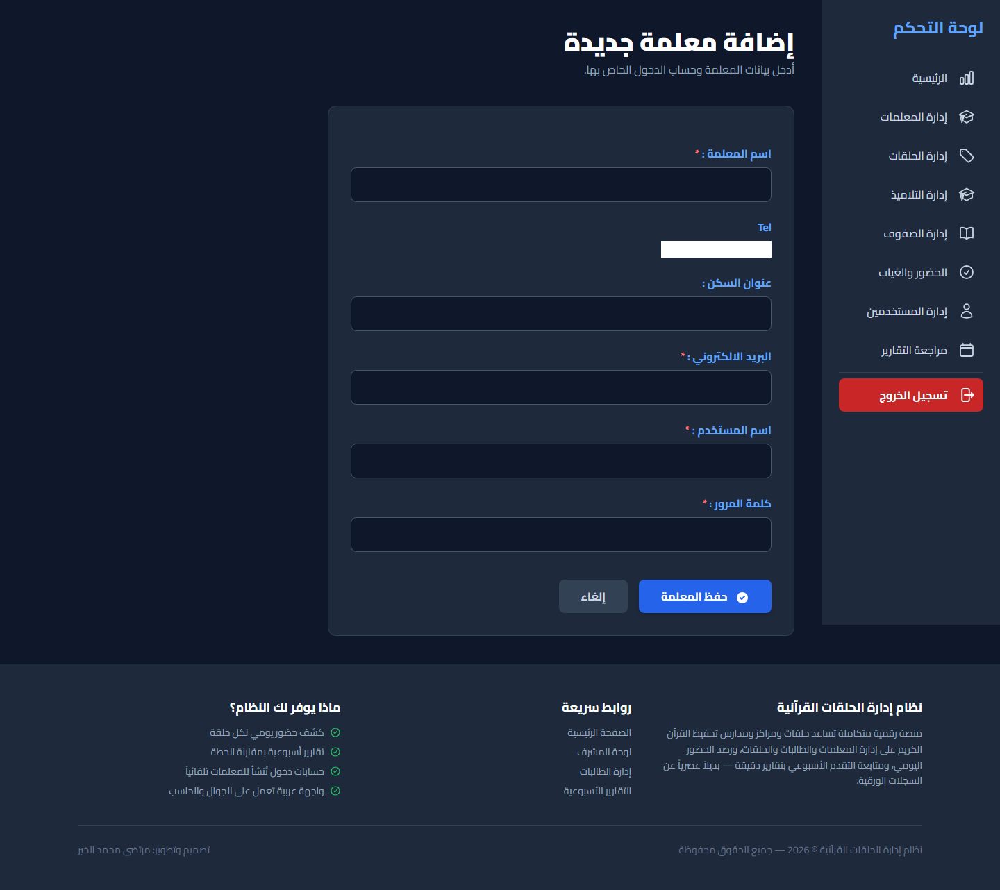 لوحة التحكم
الرئيسية
إدارة المعلمات
إدارة الحلقات
إدارة التلاميذ
إدارة الصفوف
الحضور والغياب
إدارة المستخدمين
مراجعة التقارير
تسجيل الخروج
إضافة معلمة جديدة
أدخل بيانات المعلمة وحساب الدخول الخاص بها.
اسم المعلمة : *
Tel
عنوان السكن :
البريد الالكتروني : *
اسم المستخدم : *
كلمة المرور : *
حفظ المعلمة
إلغاء
نظام إدارة الحلقات القرآنية
منصة رقمية متكاملة تساعد حلقات ومراكز ومدارس تحفيظ القرآن
الكريم على إدارة المعلمات والطالبات والحلقات، ورصد الحضور
اليومي، ومتابعة التقدم الأسبوعي بتقارير دقيقة — بديلاً عصرياً عن
السجلات الورقية.
روابط سريعة
الصفحة الرئيسية
لوحة المشرف
إدارة الطالبات
التقارير الأسبوعية
ماذا يوفر لك النظام؟
كشف حضور يومي لكل حلقة
تقارير أسبوعية بمقارنة الخطة
حسابات دخول تُنشأ للمعلمات تلقائياً
واجهة عربية تعمل على الجوال والحاسب
نظام إدارة الحلقات القرآنية © 2026 — جميع الحقوق محفوظة
تصميم وتطوير: مرتضى محمد الخير